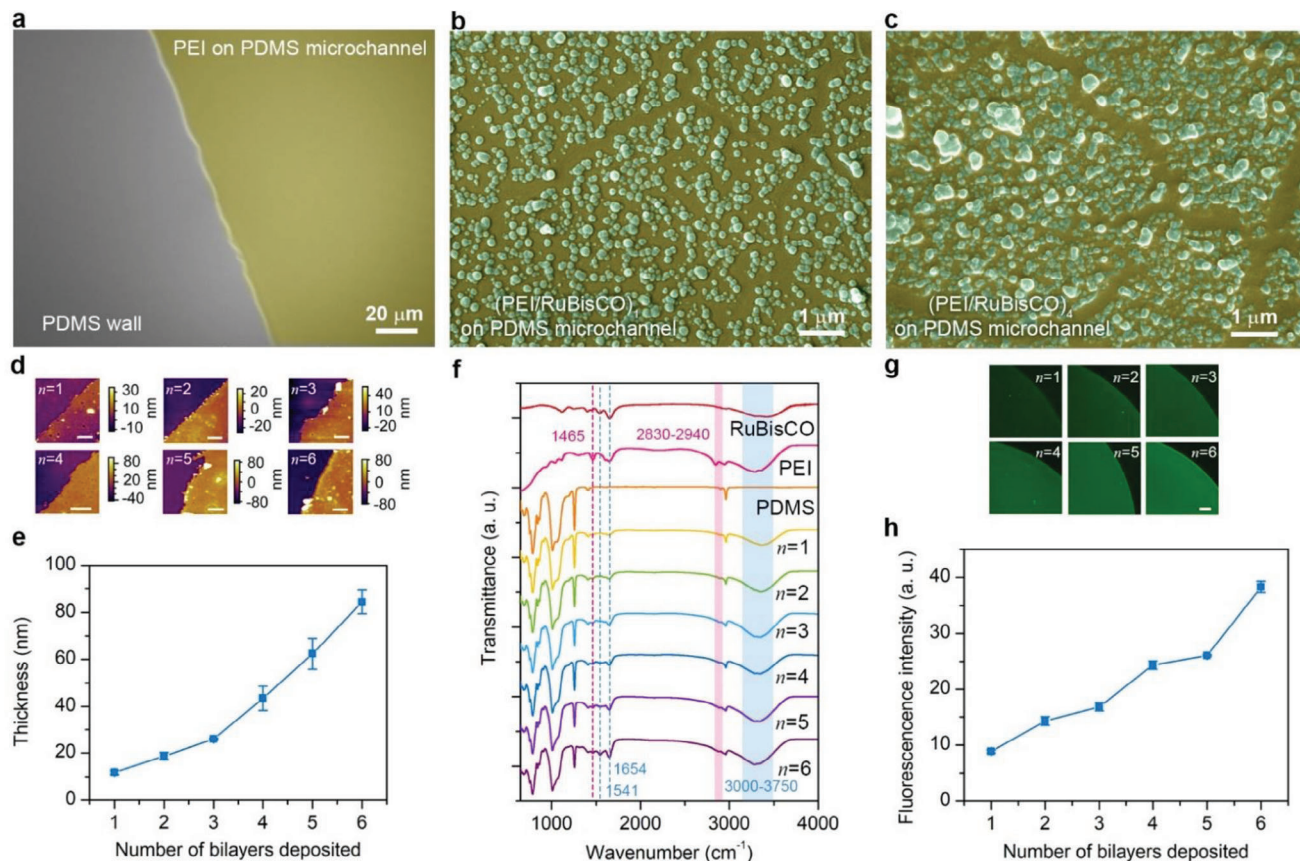 a
PEI on PDMS microchannel
PDMS wall
20 μm
b
(PEI/RuBisCO)₁
on PDMS microchannel
1 μm
c
(PEI/RuBisCO)₄
on PDMS microchannel
1 μm
d
n=1
30
10
-10
nm
n=2
20
0
-20
nm
n=3
40
0
-20
nm
n=4
80
40
0
-40
nm
n=5
80
0
-80
nm
n=6
80
0
-80
nm
e
Thickness (nm)
100
80
60
40
20
0
1 2 3 4 5 6
Number of bilayers deposited
f
Transmittance (a. u.)
RuBisCO
1465
2830-2940
PEI
PDMS
n=1
n=2
n=3
n=4
n=5
n=6
1654
1541
3000-3750
1000 2000 3000 4000
Wavenumber (cm⁻¹)
g
n=1
n=2
n=3
n=4
n=5
n=6
h
Fluorescence intensity (a. u.)
40
30
20
10
0
1 2 3 4 5 6
Number of bilayers deposited